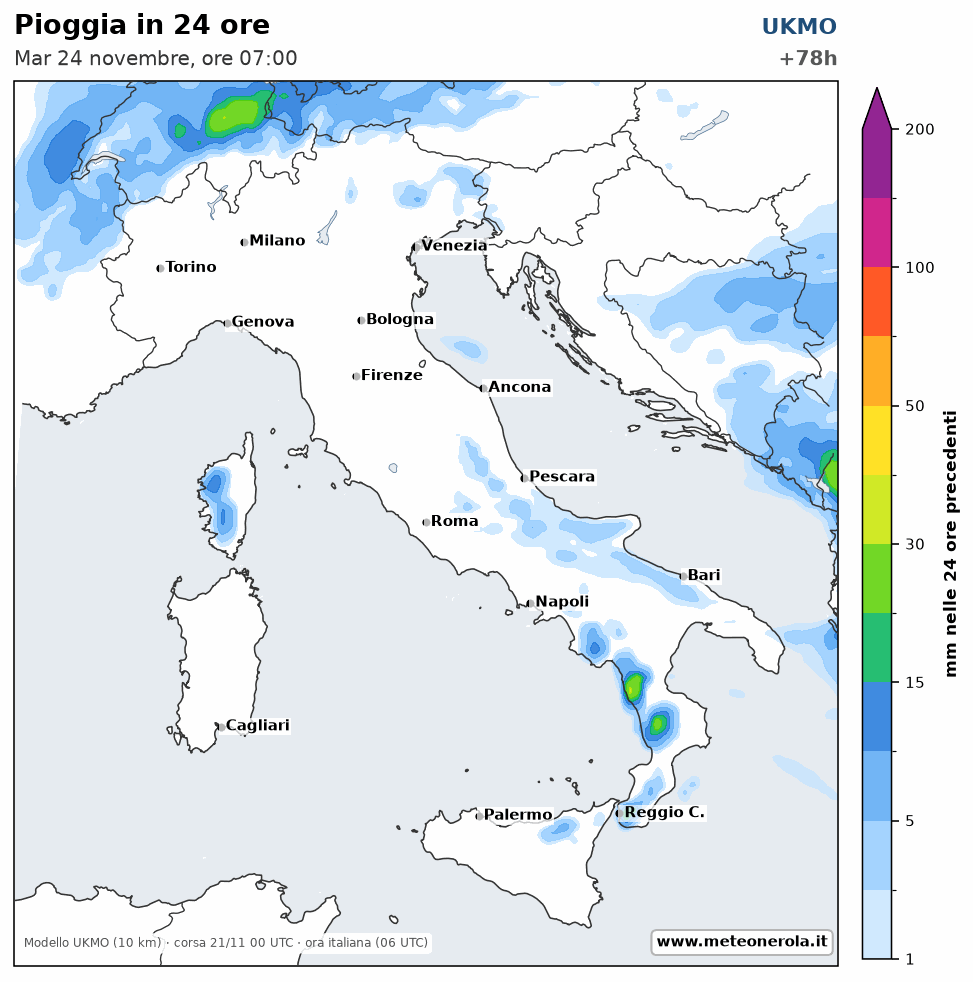 Pioggia in 24 ore
UKMO
Mar 24 novembre, ore 07:00
+78h
Milano
Venezia
Torino
Genova
Bologna
Firenze
Ancona
Pescara
Roma
Bari
Napoli
Cagliari
Palermo
Reggio C.
200
100
50
30
15
5
1
mm nelle 24 ore precedenti
Modello UKMO (10 km) · corsa 21/11 00 UTC · ora italiana (06 UTC)
www.meteonerola.it